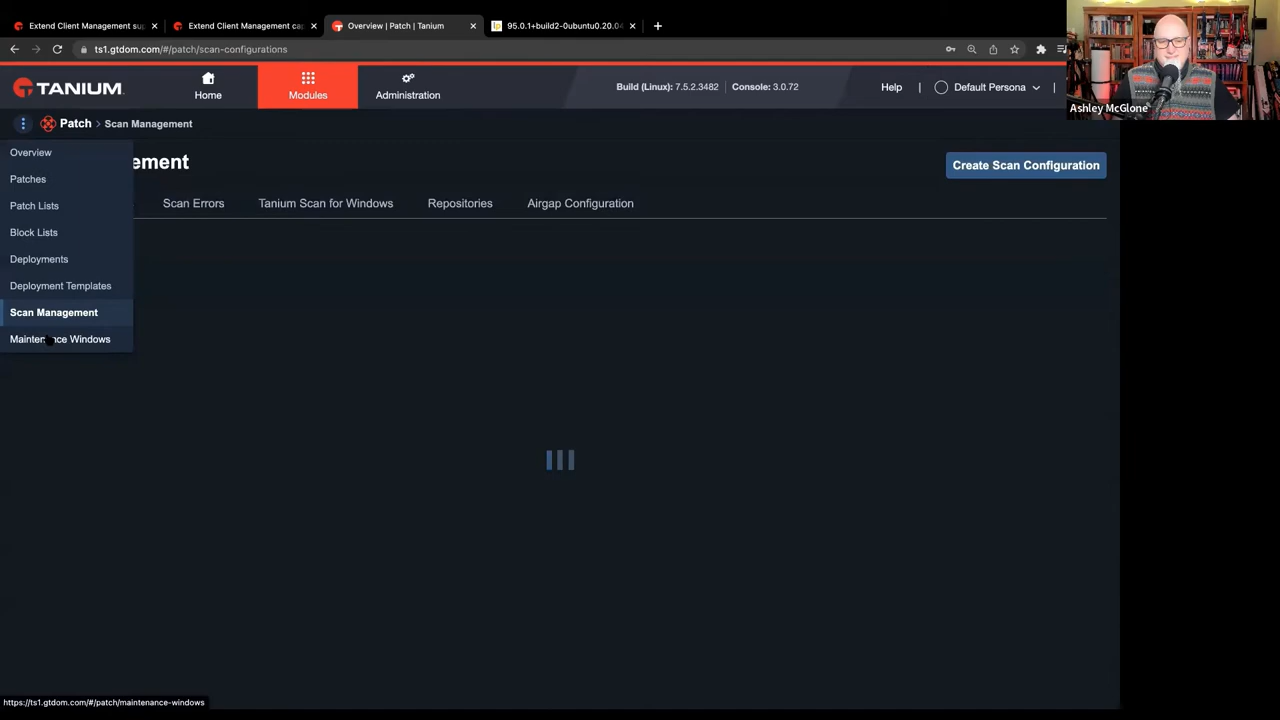 Extend Client Management su
Extend Client Management ca
Overview | Patch | Tanium
95.0.1+build2-0ubuntu0.20.04
ts1.gtdom.com/#/patch/scan-configurations
TANIUM
Home
Modules
Administration
Build (Linux): 7.5.2.3482
Console: 3.0.72
Help
Default Persona
Ashley McGlone
Patch > Scan Management
Overview
ement
Create Scan Configuration
Patches
Patch Lists
Scan Errors
Tanium Scan for Windows
Repositories
Airgap Configuration
Block Lists
Deployments
Deployment Templates
Scan Management
Maintenance Windows
https://ts1.gtdom.com/#/patch/maintenance-windows